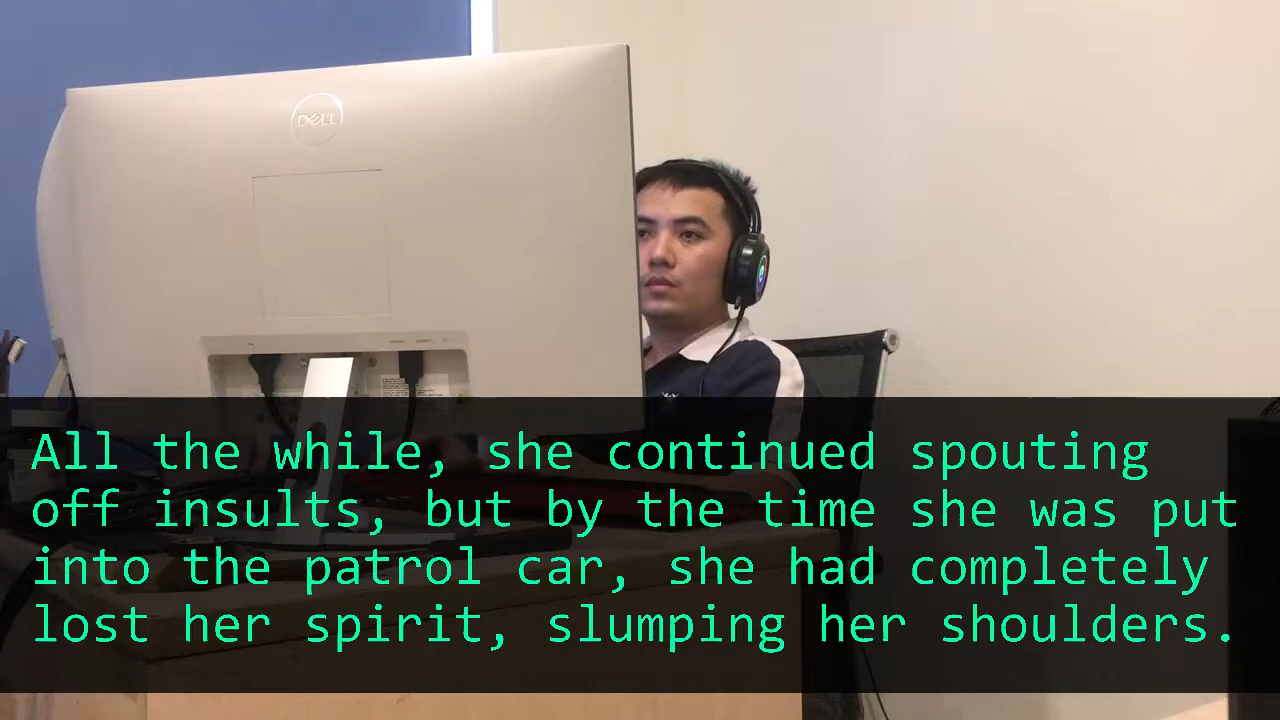 DELL
All the while, she continued spouting
off insults, but by the time she was put
into the patrol car, she had completely
lost her spirit, slumping her shoulders.